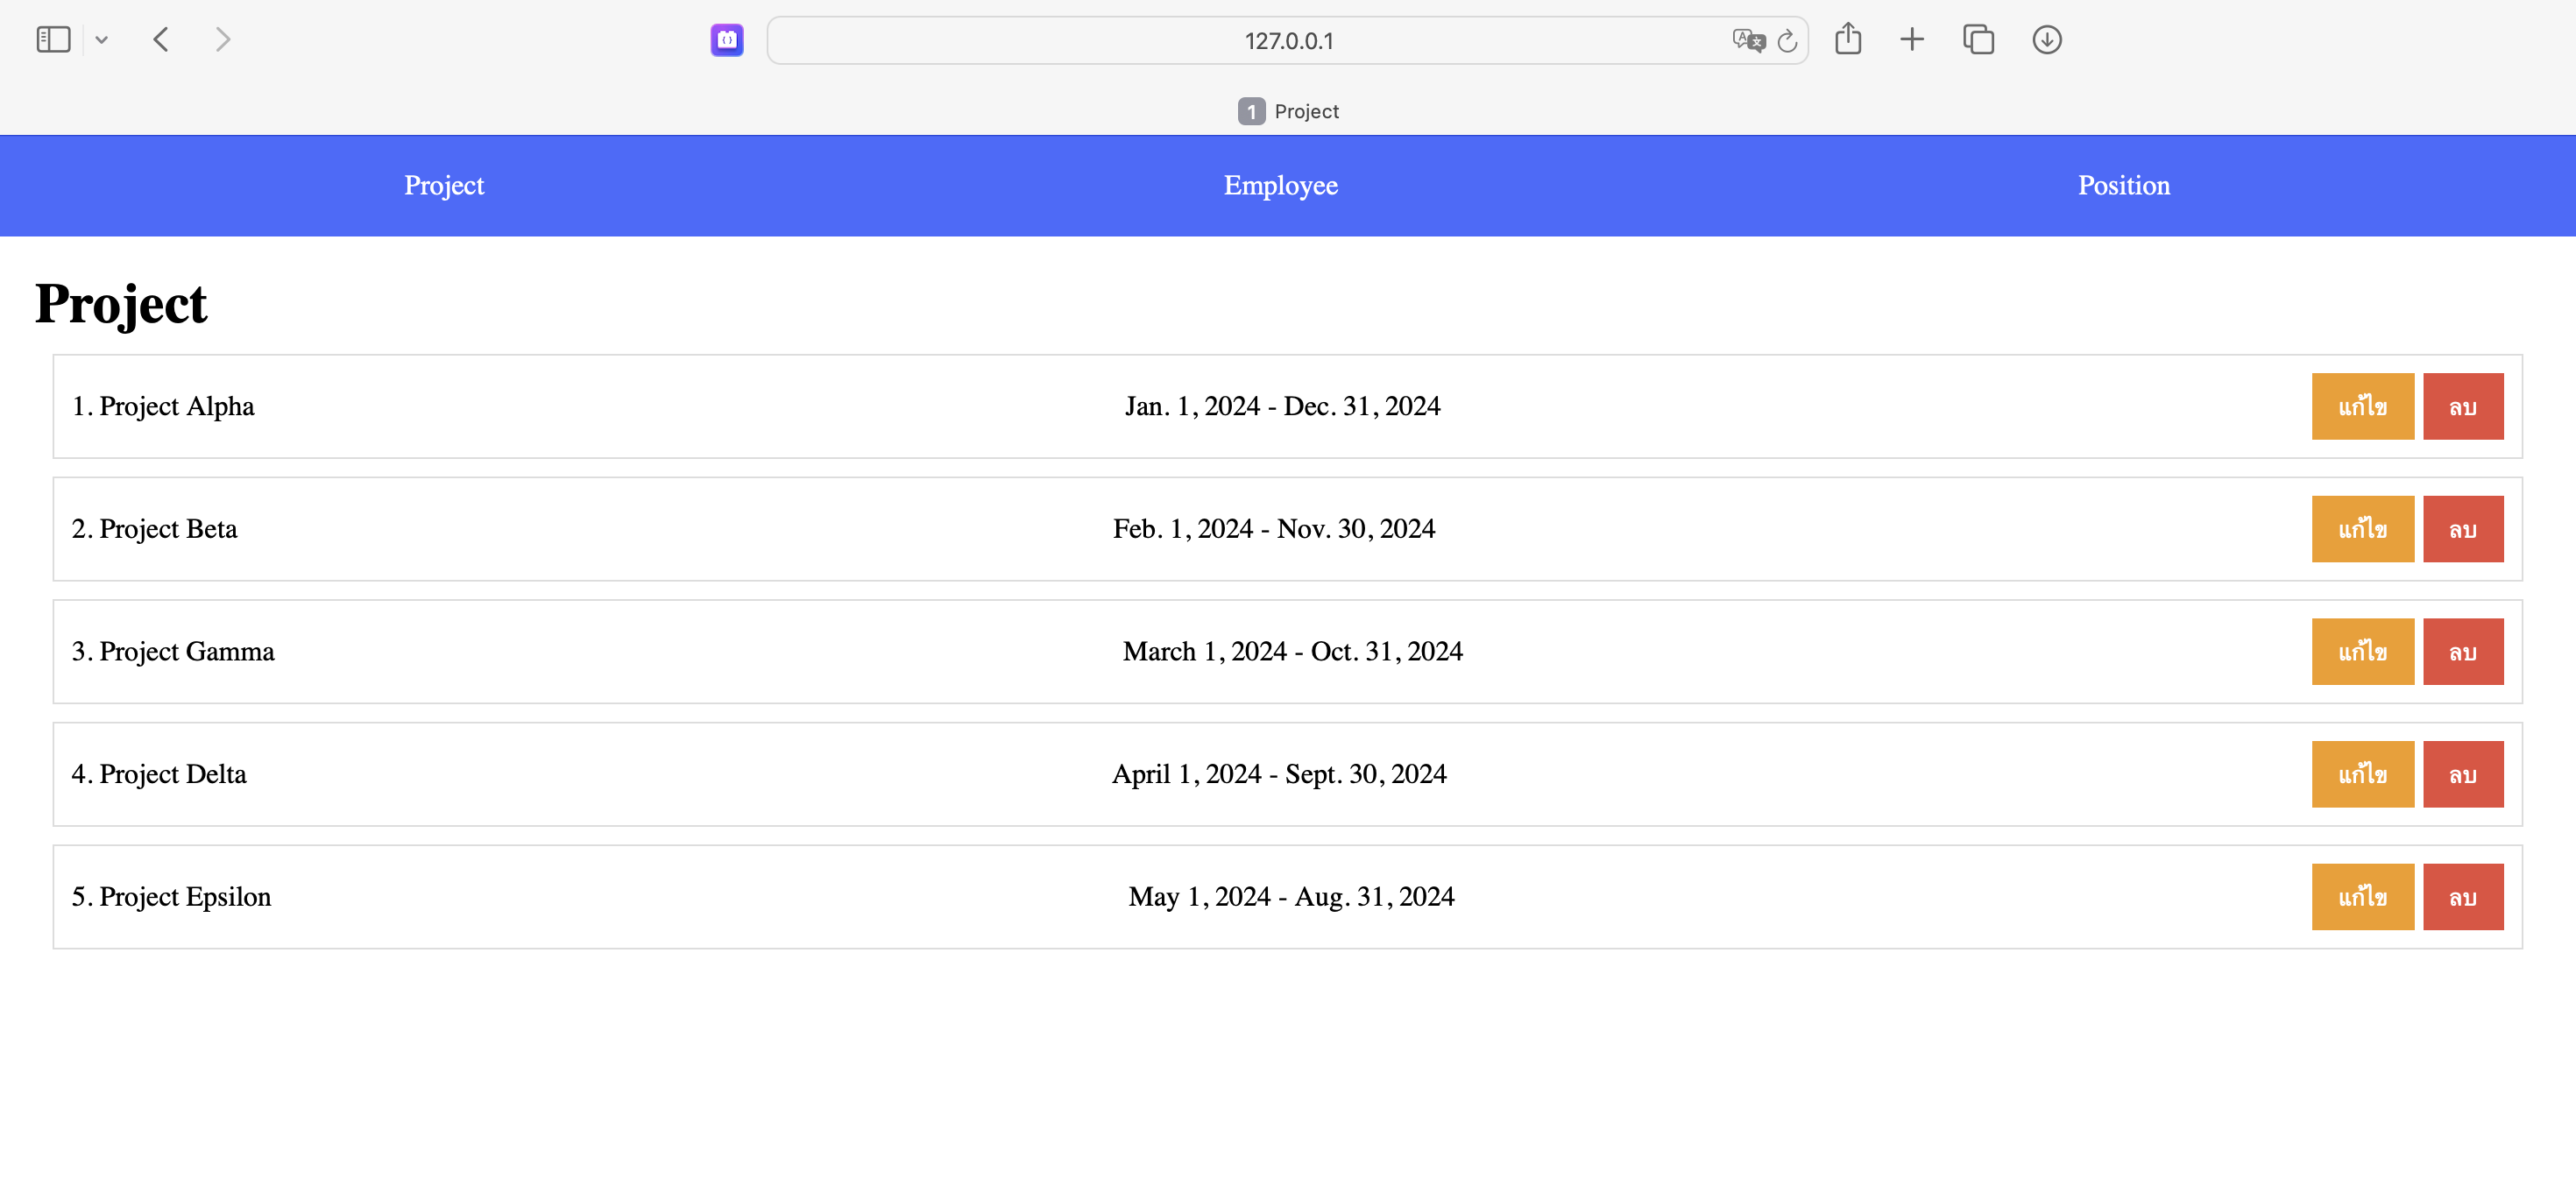 127.0.0.1
1 Project
Project Employee Position
Project
1. Project Alpha Jan. 1, 2024 - Dec. 31, 2024 แก้ไข ลบ
2. Project Beta Feb. 1, 2024 - Nov. 30, 2024 แก้ไข ลบ
3. Project Gamma March 1, 2024 - Oct. 31, 2024 แก้ไข ลบ
4. Project Delta April 1, 2024 - Sept. 30, 2024 แก้ไข ลบ
5. Project Epsilon May 1, 2024 - Aug. 31, 2024 แก้ไข ลบ